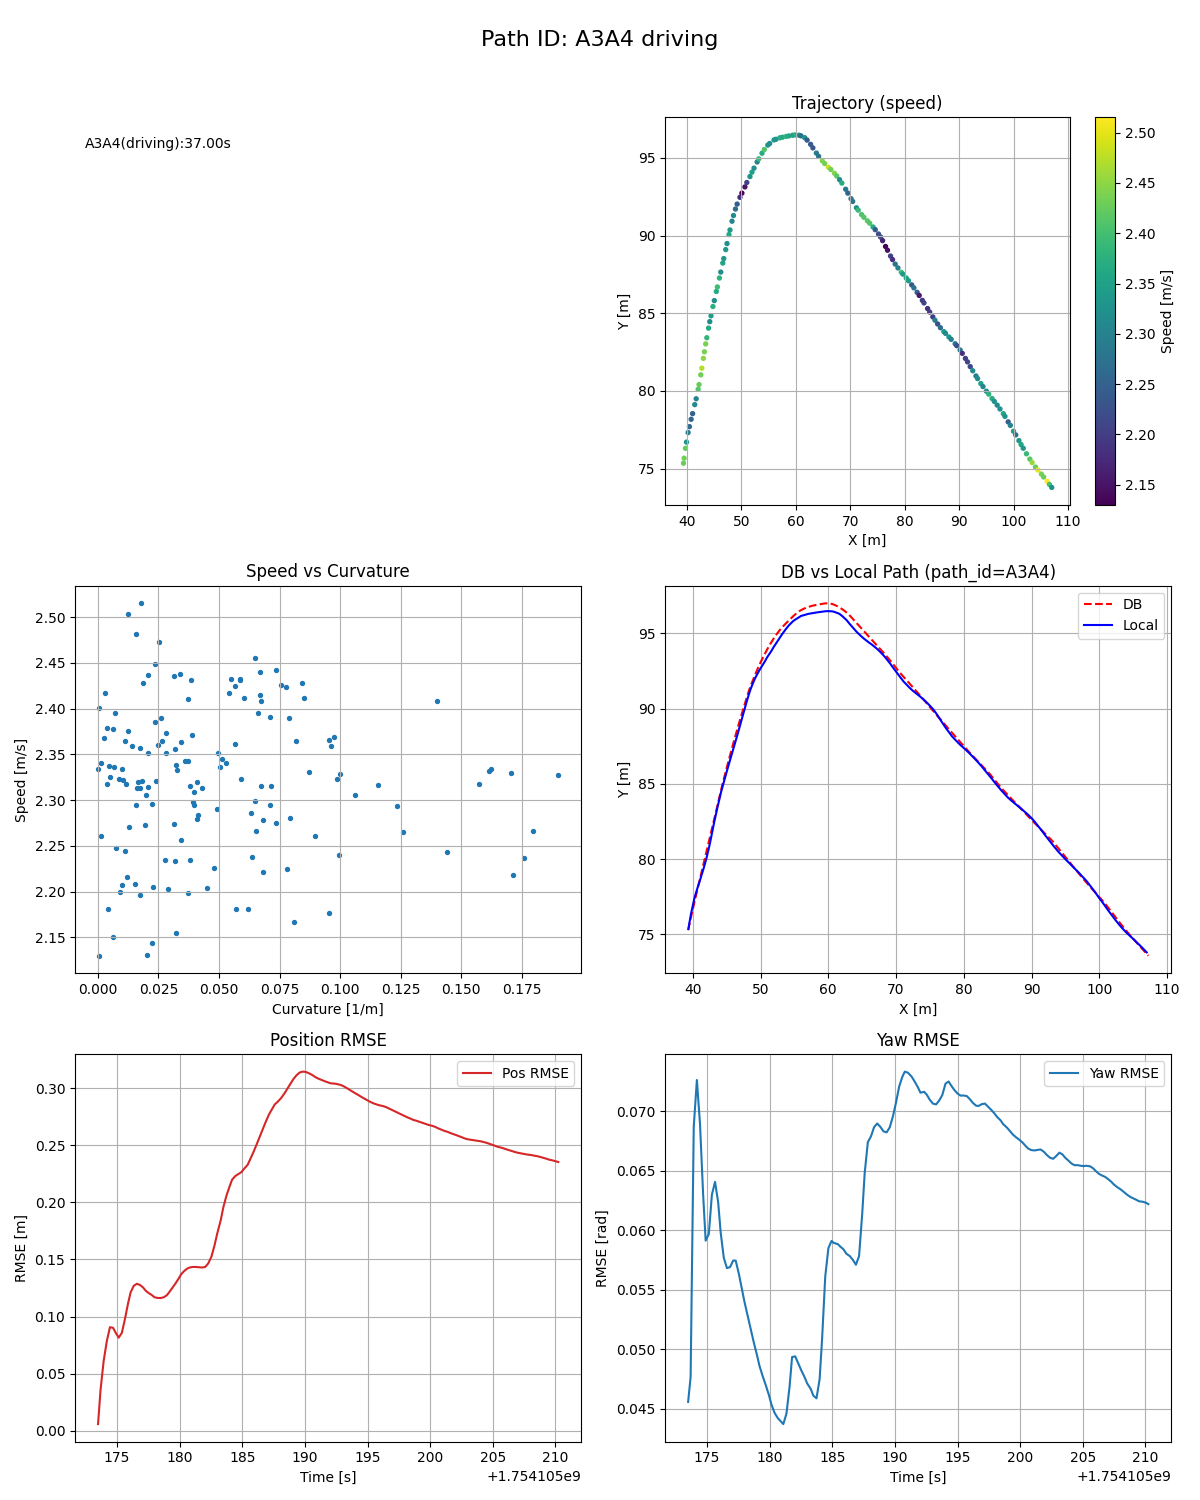 Path ID: A3A4 driving
A3A4(driving):37.00s
Trajectory (speed)
95
90
85
80
75
Y [m]
40 50 60 70 80 90 100 110
X [m]
2.50
2.45
2.40
2.35
2.30
2.25
2.20
2.15
Speed [m/s]
Speed vs Curvature
2.50
2.45
2.40
2.35
2.30
2.25
2.20
2.15
Speed [m/s]
0.000 0.025 0.050 0.075 0.100 0.125 0.150 0.175
Curvature [1/m]
DB vs Local Path (path_id=A3A4)
DB
Local
95
90
85
80
75
Y [m]
40 50 60 70 80 90 100 110
X [m]
Position RMSE
Pos RMSE
0.30
0.25
0.20
0.15
0.10
0.05
0.00
RMSE [m]
175 180 185 190 195 200 205 210
Time [s]
+1.754105e9
Yaw RMSE
Yaw RMSE
0.070
0.065
0.060
0.055
0.050
0.045
RMSE [rad]
175 180 185 190 195 200 205 210
Time [s]
+1.754105e9